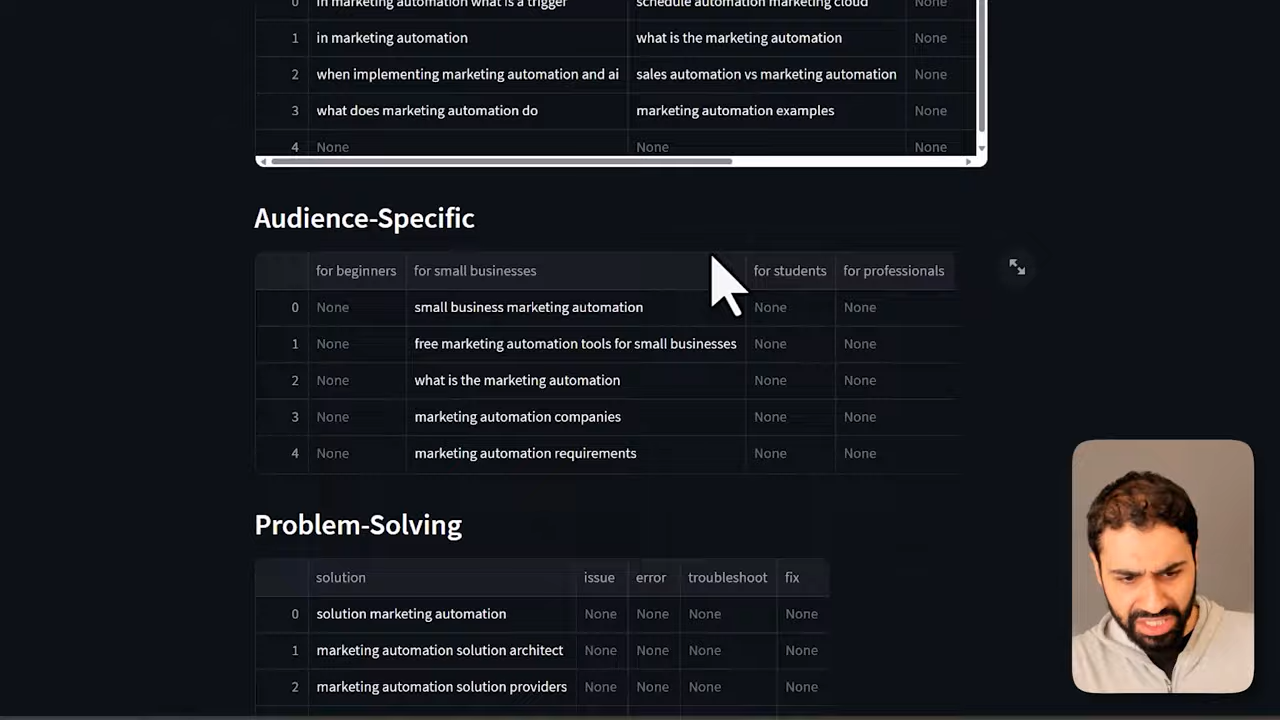 0 in marketing automation what is a trigger schedule automation marketing cloud None
1 in marketing automation what is the marketing automation None
2 when implementing marketing automation and ai sales automation vs marketing automation None
3 what does marketing automation do marketing automation examples None
4 None None None
Audience-Specific
for beginners for small businesses for students for professionals
0 None small business marketing automation None None
1 None free marketing automation tools for small businesses None None
2 None what is the marketing automation None None
3 None marketing automation companies None None
4 None marketing automation requirements None None
Problem-Solving
solution issue error troubleshoot fix
0 solution marketing automation None None None None
1 marketing automation solution architect None None None None
2 marketing automation solution providers None None None None